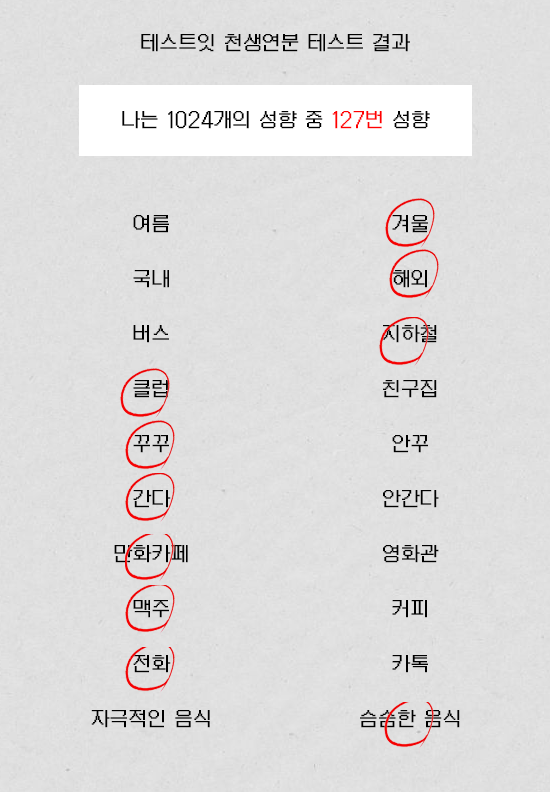 테스트잇 천생연분 테스트 결과
나는 1024개의 성향 중 127번 성향
여름 겨울
국내 해외
버스 지하철
클럽 친구집
꾸꾸 안꾸
간다 안간다
만화카페 영화관
맥주 커피
전화 카톡
자극적인 음식 슴슴한 음식